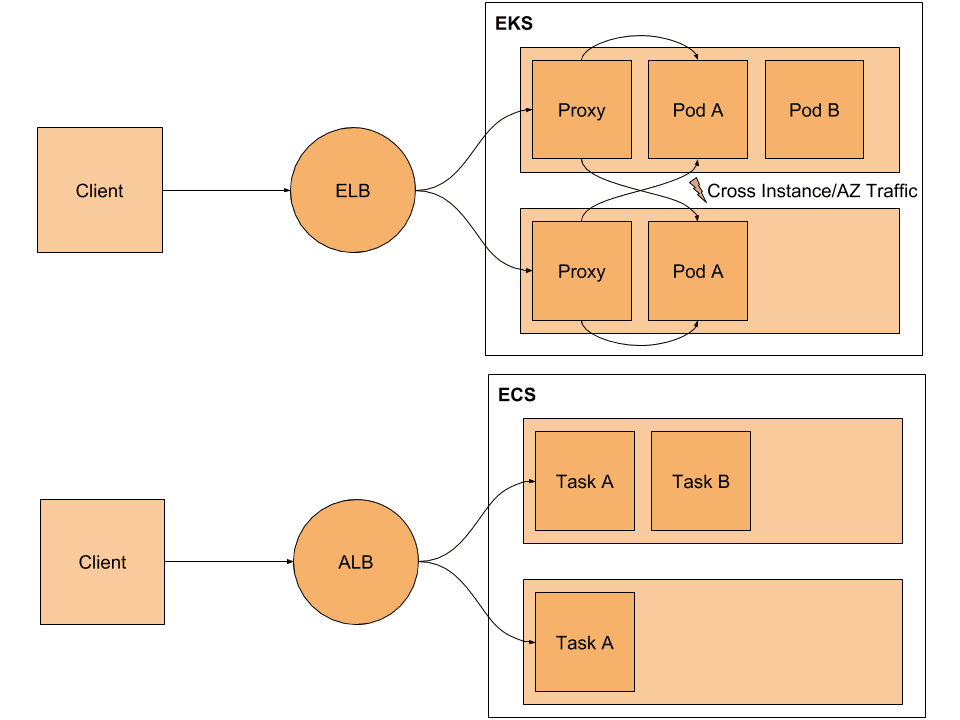 EKS
Proxy
Pod A
Pod B
Client
ELB
Cross Instance/AZ Traffic
Proxy
Pod A
ECS
Task A
Task B
Client
ALB
Task A